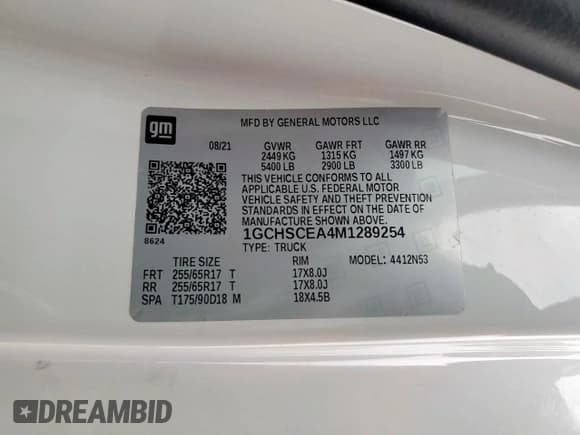 gm
MFD BY GENERAL MOTORS LLC
08/21 GVWR GAWR FRT GAWR RR
2449 KG 1315 KG 1497 KG
5400 LB 2900 LB 3300 LB
THIS VEHICLE CONFORMS TO ALL
APPLICABLE U.S. FEDERAL MOTOR
VEHICLE SAFETY AND THEFT PREVENTION
STANDARDS IN EFFECT ON THE DATE OF
MANUFACTURE SHOWN ABOVE.
8624 1GCHSCEA4M1289254
TYPE: TRUCK
TIRE SIZE RIM MODEL: 4412N53
FRT 255/65R17 T 17X8.0J
RR 255/65R17 T 17X8.0J
SPA T175/90D18 M 18X4.5B
DREAMBID